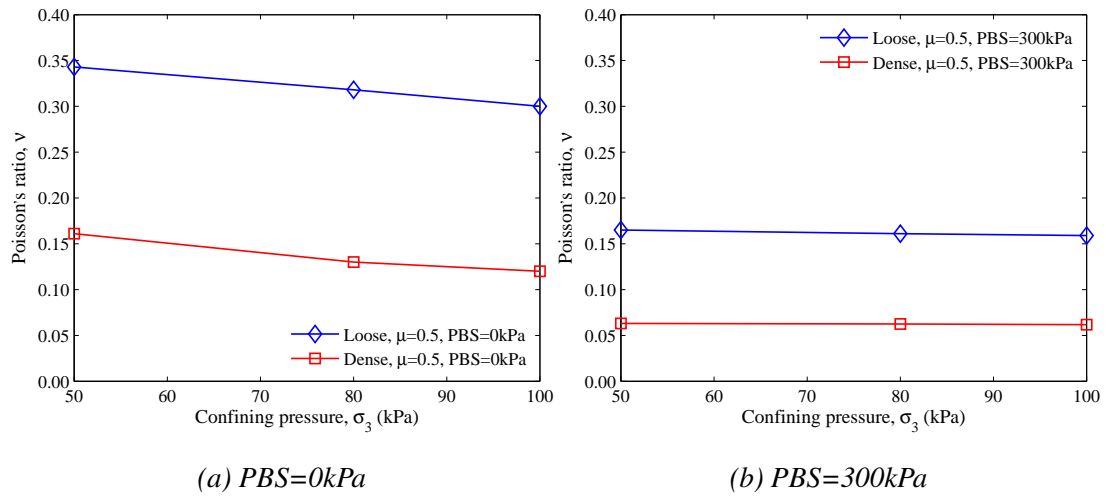 0.40
0.35
0.30
0.25
0.20
0.15
0.10
0.05
0.00
Poisson's ratio, ν
50 60 70 80 90 100
Confining pressure, σ3 (kPa)
Loose, μ=0.5, PBS=0kPa
Dense, μ=0.5, PBS=0kPa
(a) PBS=0kPa
0.40
0.35
0.30
0.25
0.20
0.15
0.10
0.05
0.00
Poisson's ratio, ν
50 60 70 80 90 100
Confining pressure, σ3 (kPa)
Loose, μ=0.5, PBS=300kPa
Dense, μ=0.5, PBS=300kPa
(b) PBS=300kPa